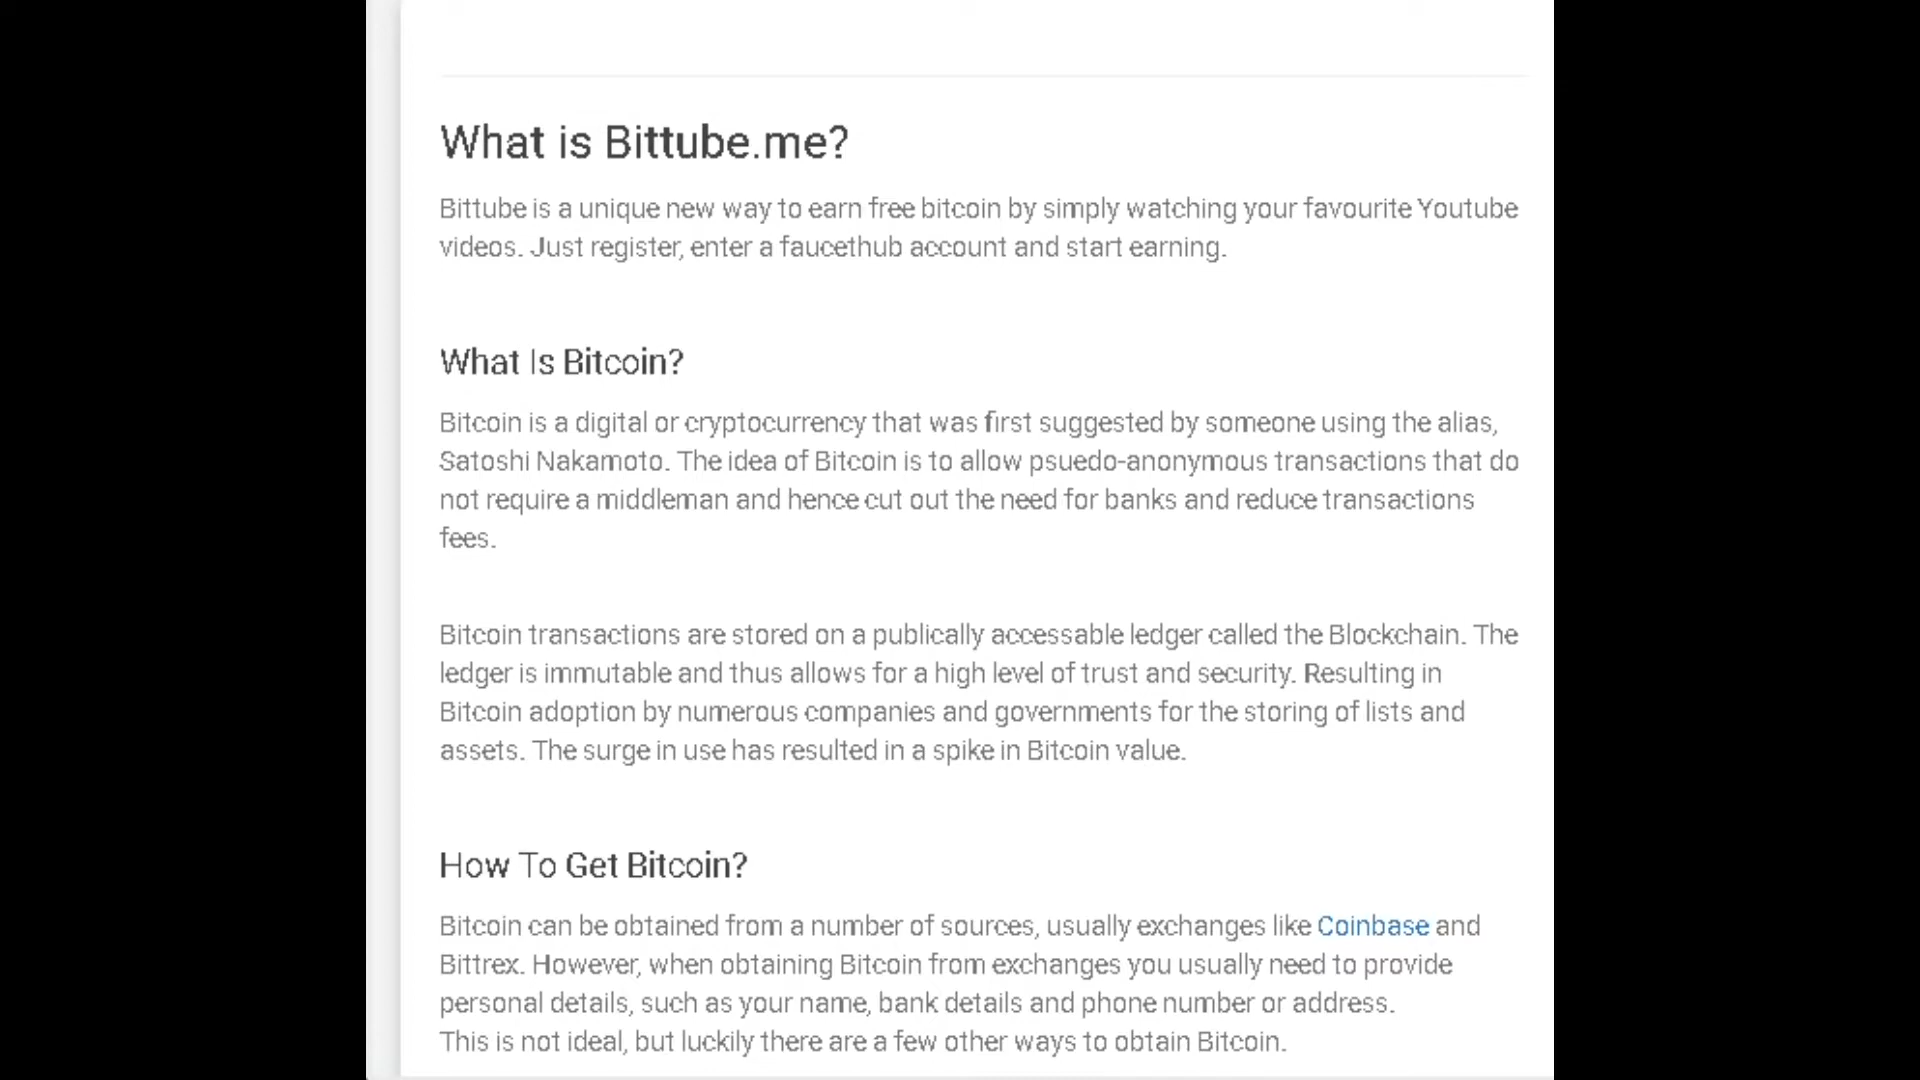 What is Bittube.me?
Bittube is a unique new way to earn free bitcoin by simply watching your favourite Youtube
videos. Just register, enter a faucethub account and start earning.
What Is Bitcoin?
Bitcoin is a digital or cryptocurrency that was first suggested by someone using the alias,
Satoshi Nakamoto. The idea of Bitcoin is to allow psuedo-anonymous transactions that do
not require a middleman and hence cut out the need for banks and reduce transactions
fees.
Bitcoin transactions are stored on a publically accessable ledger called the Blockchain. The
ledger is immutable and thus allows for a high level of trust and security. Resulting in
Bitcoin adoption by numerous companies and governments for the storing of lists and
assets. The surge in use has resulted in a spike in Bitcoin value.
How To Get Bitcoin?
Bitcoin can be obtained from a number of sources, usually exchanges like Coinbase and
Bittrex. However, when obtaining Bitcoin from exchanges you usually need to provide
personal details, such as your name, bank details and phone number or address.
This is not ideal, but luckily there are a few other ways to obtain Bitcoin.